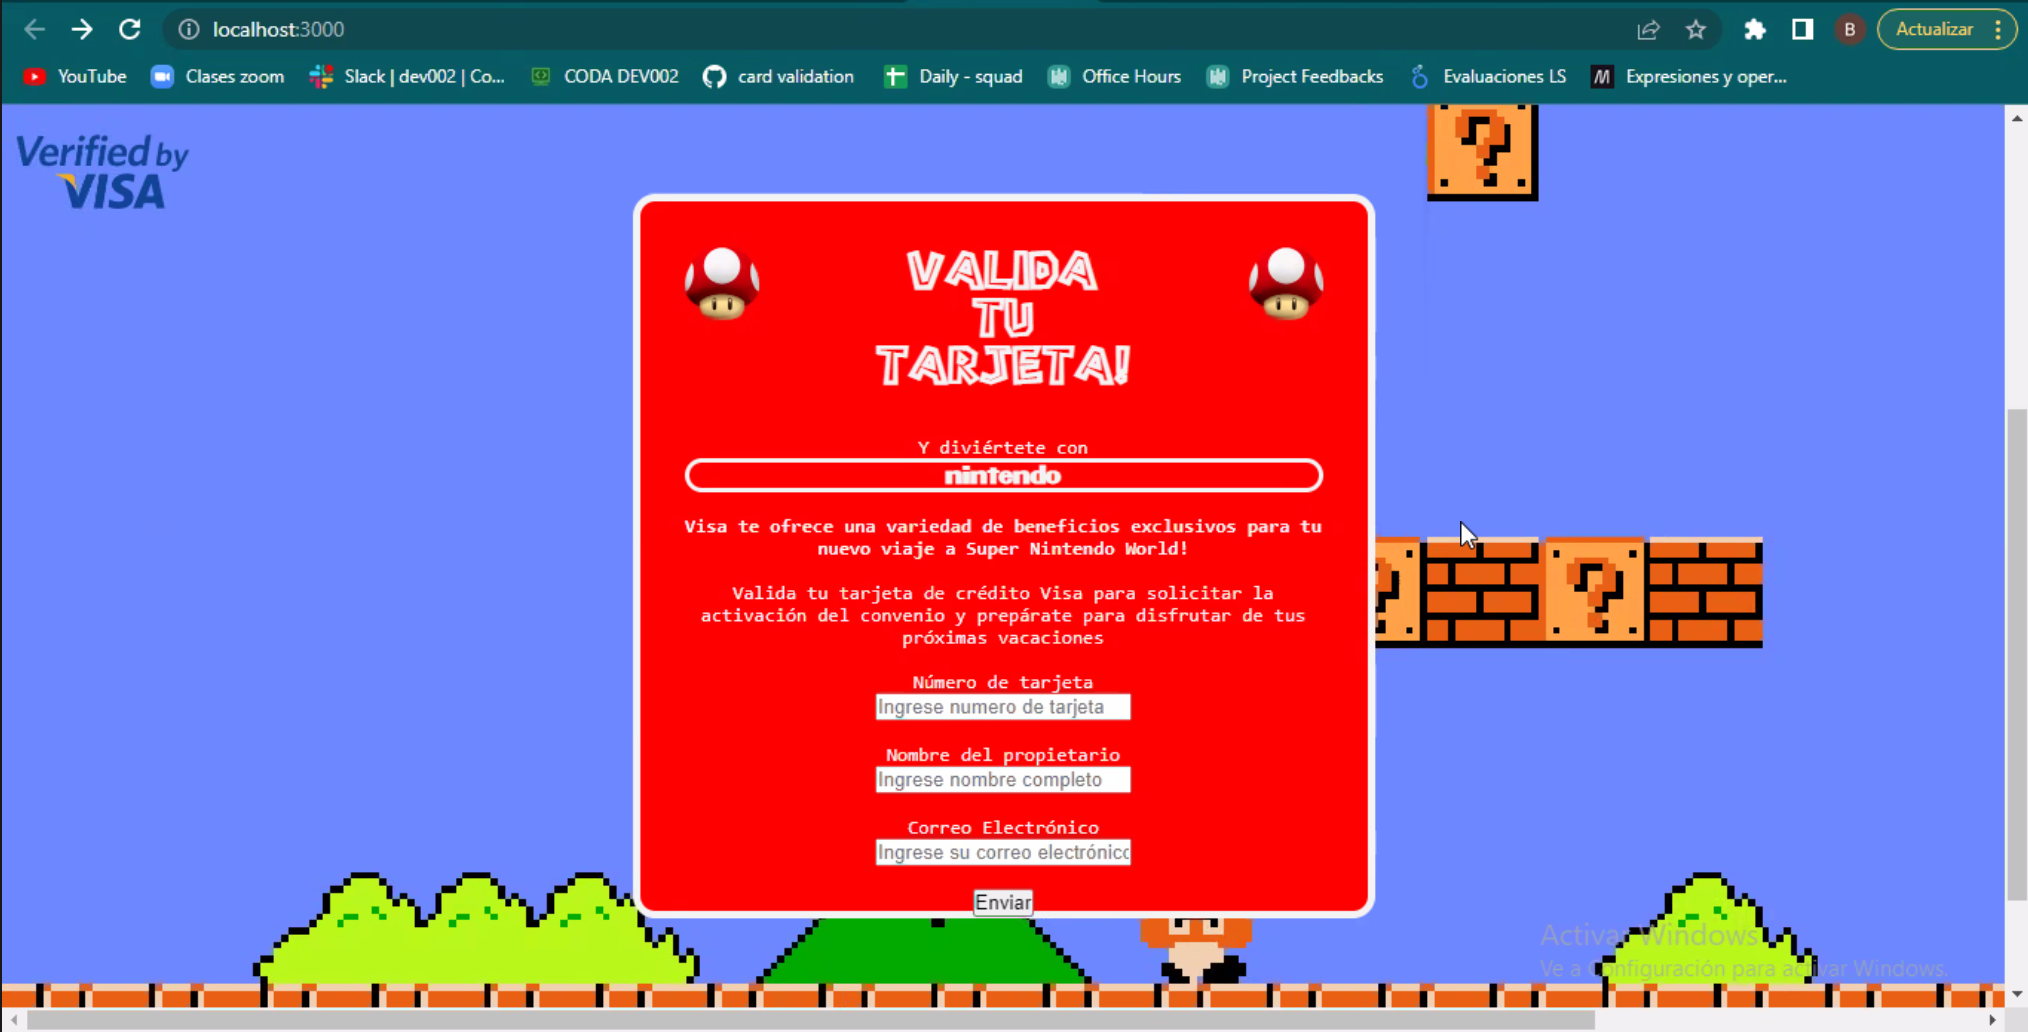 localhost:3000
B
Actualizar
YouTube
Clases zoom
Slack | dev002 | Co...
CODA DEV002
card validation
Daily - squad
Office Hours
Project Feedbacks
Evaluaciones LS
Expresiones y oper...
Verified by
VISA
VALIDA
TU
TARJETA!
Y diviértete con
nintendo
Visa te ofrece una variedad de beneficios exclusivos para tu
nuevo viaje a Super Nintendo World!
Valida tu tarjeta de crédito Visa para solicitar la
activación del convenio y prepárate para disfrutar de tus
próximas vacaciones
Número de tarjeta
Ingrese numero de tarjeta
Nombre del propietario
Ingrese nombre completo
Correo Electrónico
Ingrese su correo electrónico
Enviar
Activar Windows
Ve a Configuración para activar Windows.